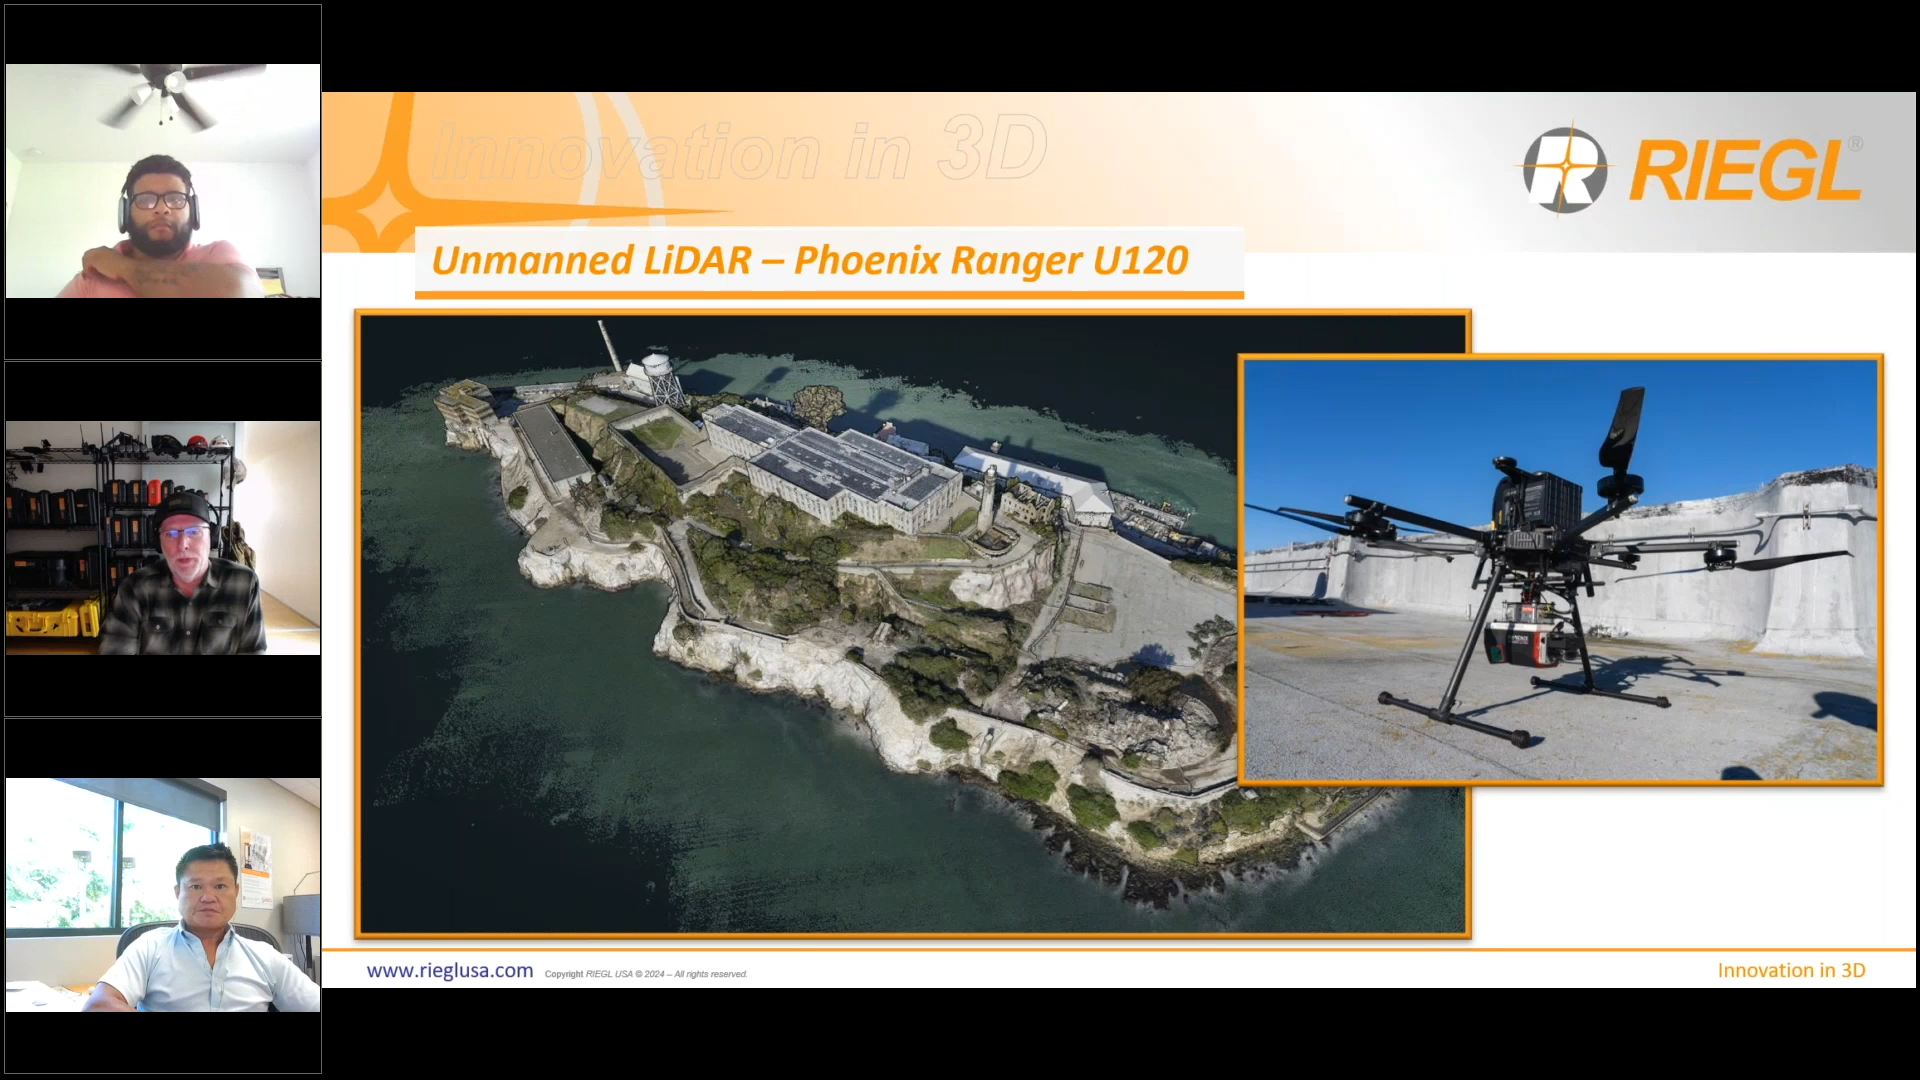 Innovation in 3D
RIEGL®
Unmanned LiDAR – Phoenix Ranger U120
www.rieglusa.com
Copyright RIEGL USA © 2024 – All rights reserved.
Innovation in 3D